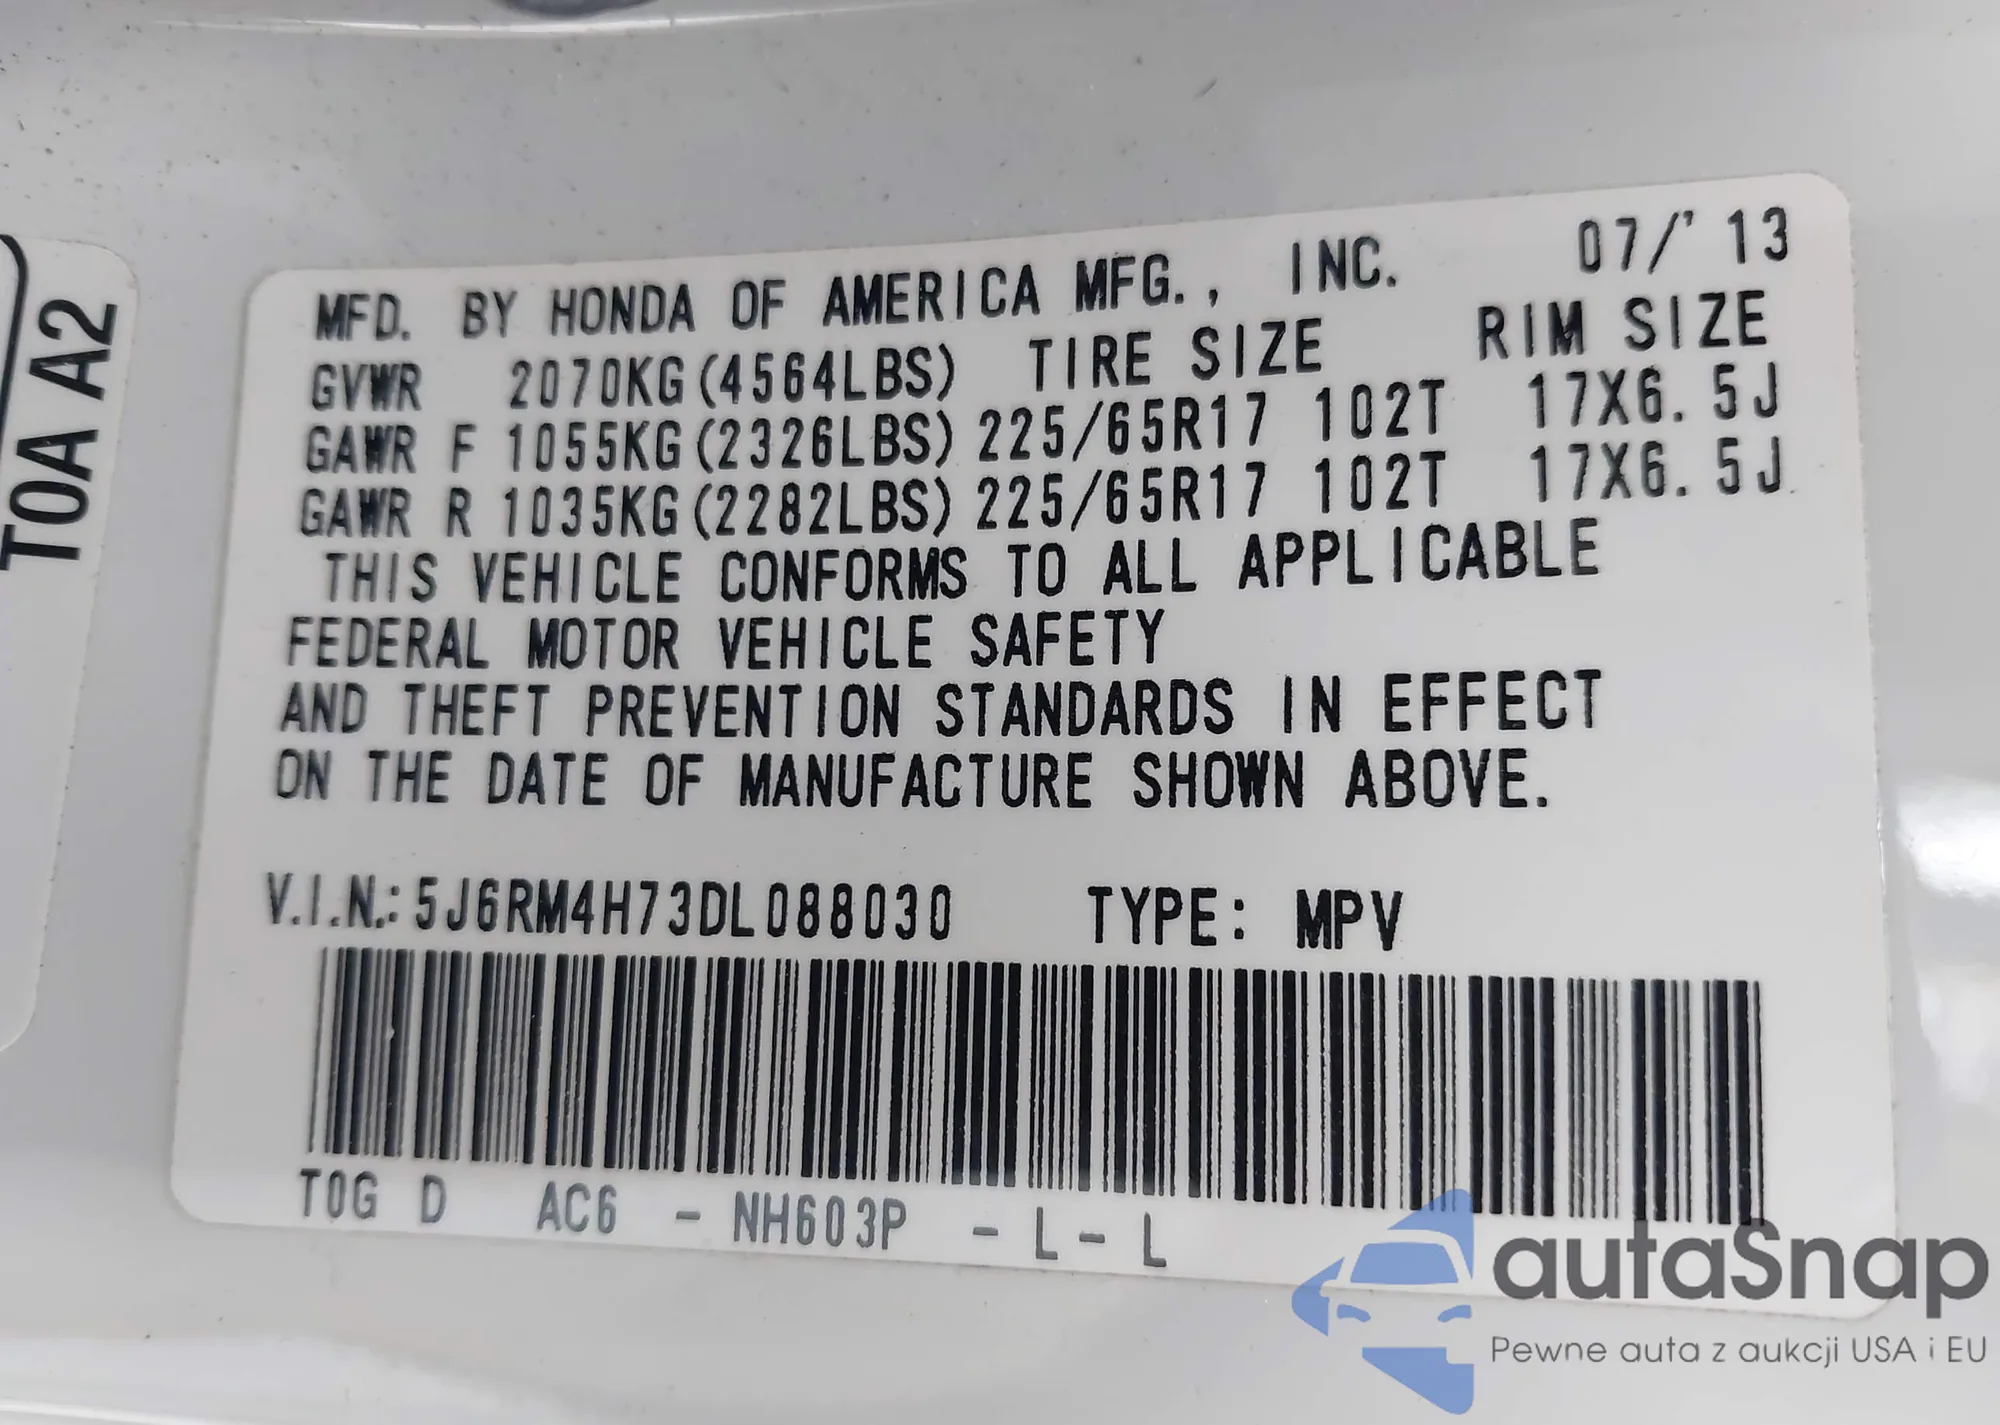 T0A A2
MFD. BY HONDA OF AMERICA MFG., INC. 07/'13
GVWR 2070KG(4564LBS) TIRE SIZE RIM SIZE
GAWR F 1055KG(2326LBS) 225/65R17 102T 17X6.5J
GAWR R 1035KG(2282LBS) 225/65R17 102T 17X6.5J
THIS VEHICLE CONFORMS TO ALL APPLICABLE
FEDERAL MOTOR VEHICLE SAFETY
AND THEFT PREVENTION STANDARDS IN EFFECT
ON THE DATE OF MANUFACTURE SHOWN ABOVE.
V.I.N.: 5J6RM4H73DL088030 TYPE: MPV
T0G D AC6 - NH603P - L - L
autaSnap
Pewne auta z aukcji USA i EU